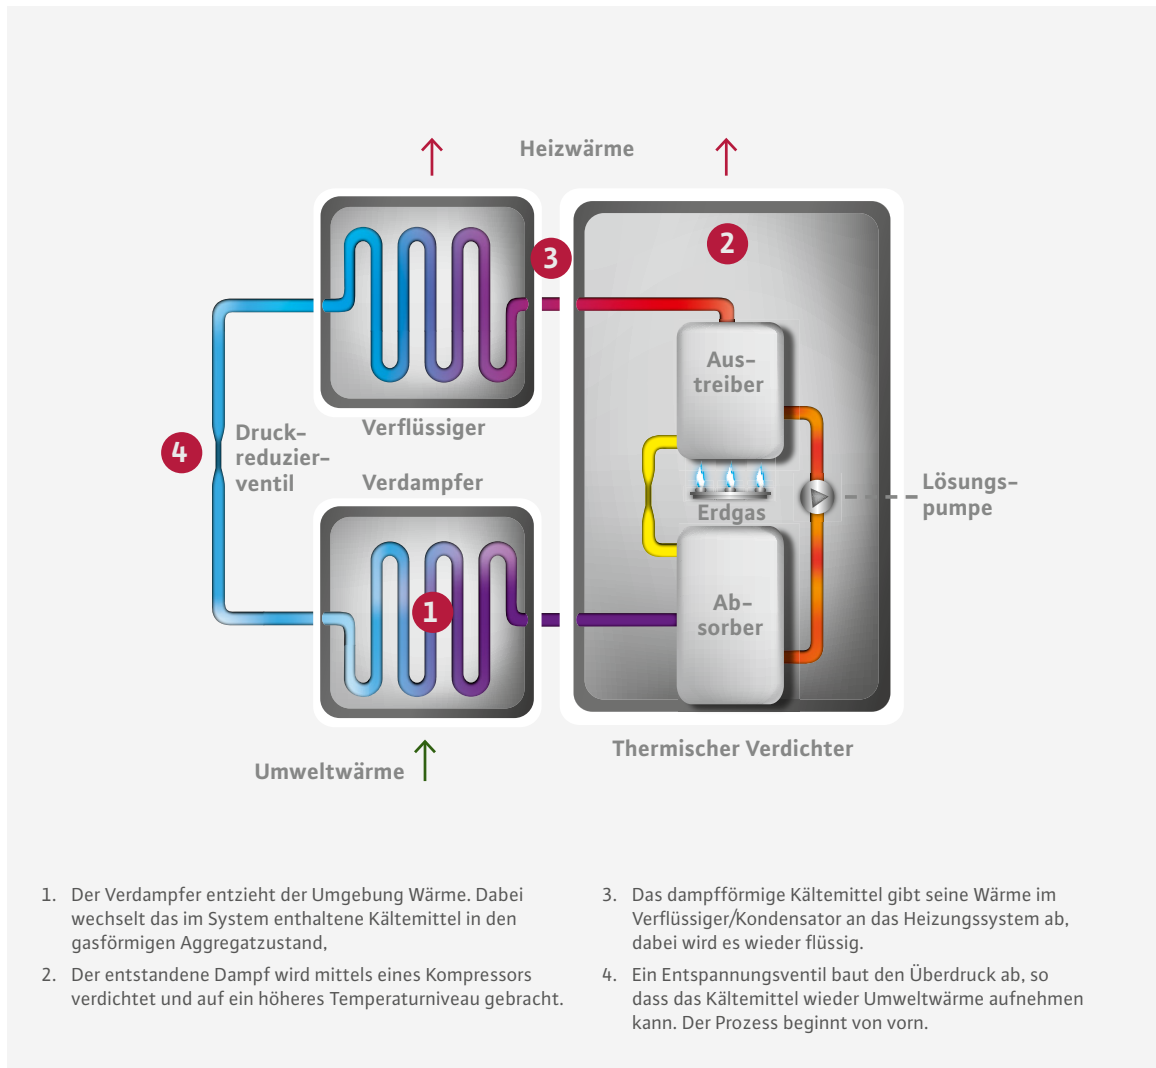 Heizwärme
2
3
Aus-
treiber
4
Druck-
reduzier-
ventil
Verflüssiger
Verdampfer
Erdgas
Lösungs-
pumpe
1
Ab-
sorber
Thermischer Verdichter
Umweltwärme
1. Der Verdampfer entzieht der Umgebung Wärme. Dabei
wechselt das im System enthaltene Kältemittel in den
gasförmigen Aggregatzustand,
2. Der entstandene Dampf wird mittels eines Kompressors
verdichtet und auf ein höheres Temperaturniveau gebracht.
3. Das dampfförmige Kältemittel gibt seine Wärme im
Verflüssiger/Kondensator an das Heizungssystem ab,
dabei wird es wieder flüssig.
4. Ein Entspannungsventil baut den Überdruck ab, so
dass das Kältemittel wieder Umweltwärme aufnehmen
kann. Der Prozess beginnt von vorn.